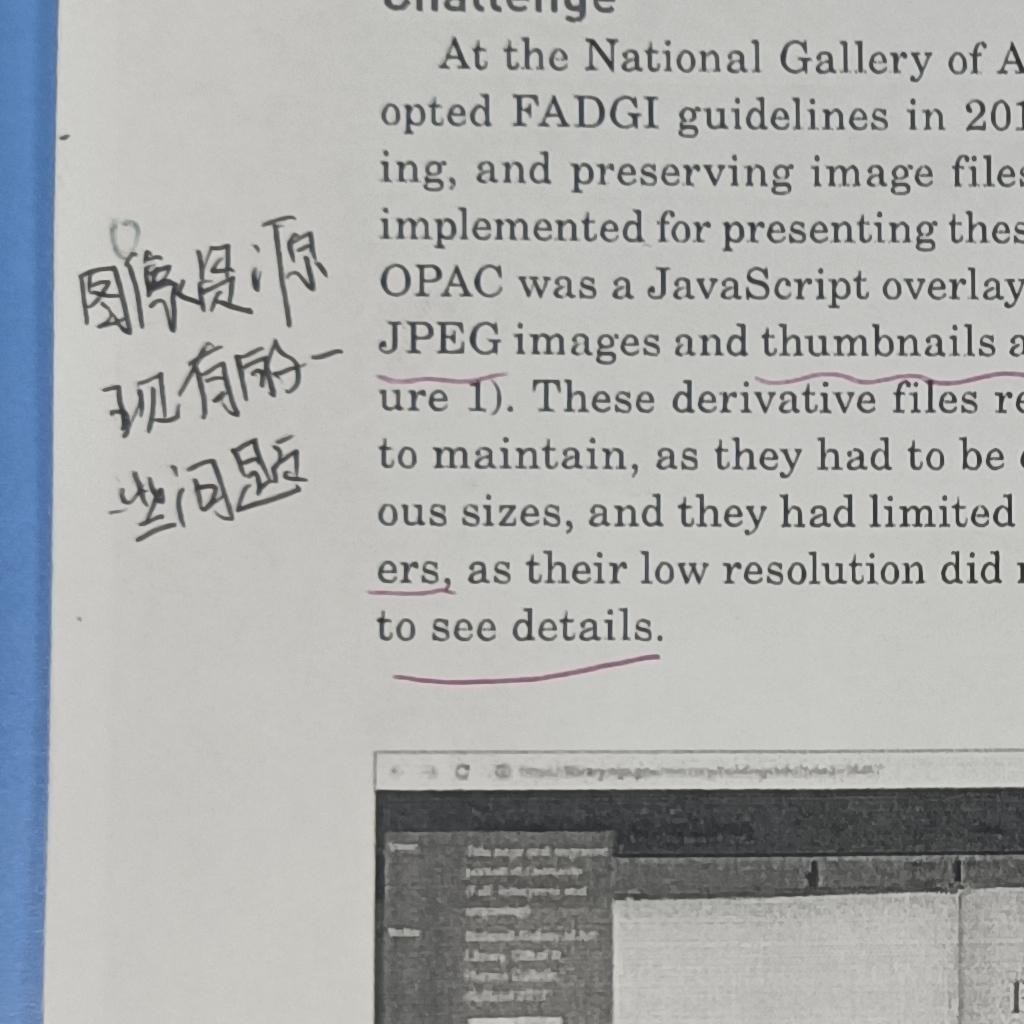 Challenge
At the National Gallery of A
opted FADGI guidelines in 201
ing, and preserving image files
implemented for presenting thes
OPAC was a JavaScript overlay
JPEG images and thumbnails a
ure 1). These derivative files re
to maintain, as they had to be
ous sizes, and they had limited
ers, as their low resolution did
to see details.
图像是源
现有的一
些问题